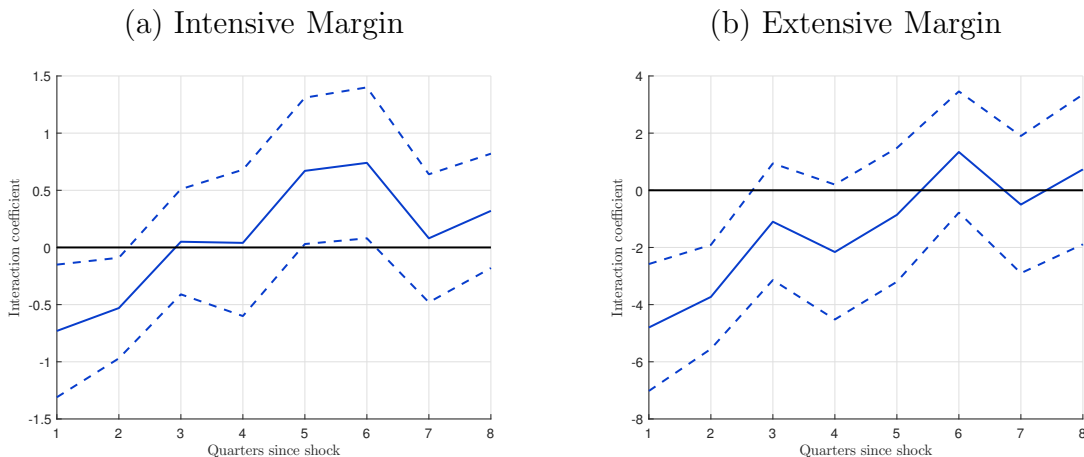 (a) Intensive Margin
1.5
1
0.5
0
-0.5
-1
-1.5
Interaction coefficient
1 2 3 4 5 6 7 8
Quarters since shock
(b) Extensive Margin
4
2
0
-2
-4
-6
-8
Interaction coefficient
1 2 3 4 5 6 7 8
Quarters since shock